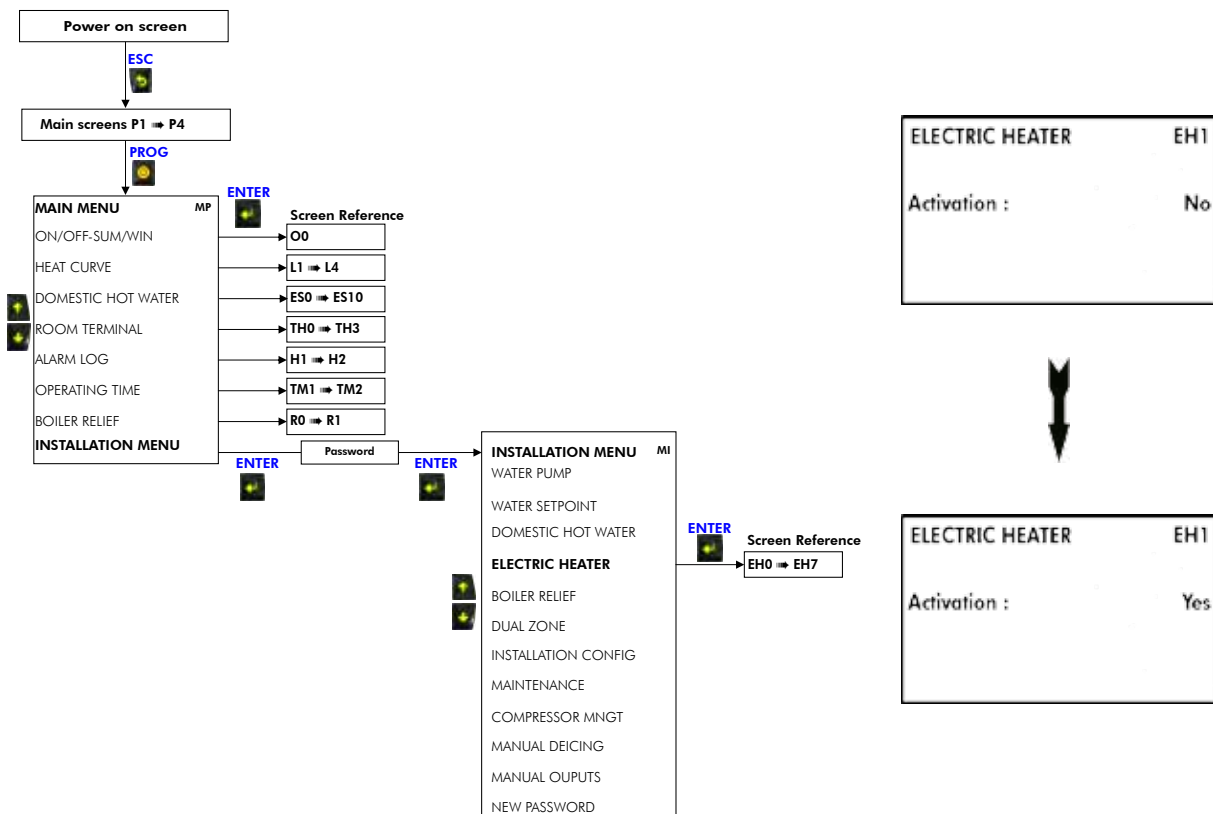 Power on screen
ESC
Main screens P1 ➠ P4
PROG
MAIN MENU MP
ENTER
Screen Reference
ON/OFF-SUM/WIN
O0
HEAT CURVE
L1 ➠ L4
DOMESTIC HOT WATER
ES0 ➠ ES10
ROOM TERMINAL
TH0 ➠ TH3
ALARM LOG
H1 ➠ H2
OPERATING TIME
TM1 ➠ TM2
BOILER RELIEF
R0 ➠ R1
INSTALLATION MENU
ENTER
Password
ENTER
INSTALLATION MENU MI
WATER PUMP
WATER SETPOINT
DOMESTIC HOT WATER
ELECTRIC HEATER
ENTER
Screen Reference
EH0 ➠ EH7
BOILER RELIEF
DUAL ZONE
INSTALLATION CONFIG
MAINTENANCE
COMPRESSOR MNGT
MANUAL DEICING
MANUAL OUPUTS
NEW PASSWORD
ELECTRIC HEATER EH1
Activation : No
ELECTRIC HEATER EH1
Activation : Yes